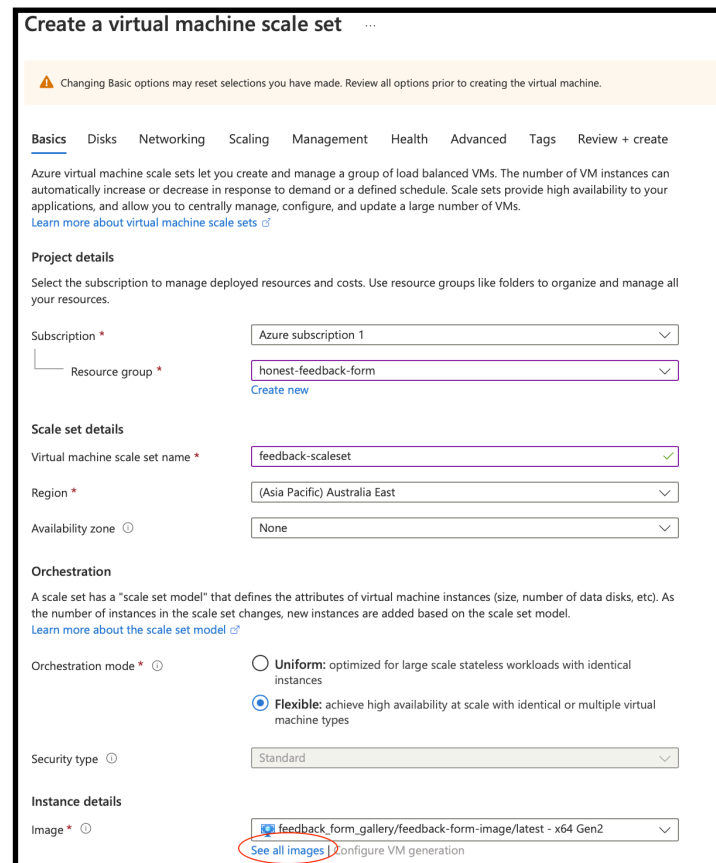 Create a virtual machine scale set ...
Changing Basic options may reset selections you have made. Review all options prior to creating the virtual machine.
Basics Disks Networking Scaling Management Health Advanced Tags Review + create
Azure virtual machine scale sets let you create and manage a group of load balanced VMs. The number of VM instances can
automatically increase or decrease in response to demand or a defined schedule. Scale sets provide high availability to your
applications, and allow you to centrally manage, configure, and update a large number of VMs.
Learn more about virtual machine scale sets
Project details
Select the subscription to manage deployed resources and costs. Use resource groups like folders to organize and manage all
your resources.
Subscription * Azure subscription 1
Resource group * honest-feedback-form
Create new
Scale set details
Virtual machine scale set name * feedback-scaleset
Region * (Asia Pacific) Australia East
Availability zone None
Orchestration
A scale set has a "scale set model" that defines the attributes of virtual machine instances (size, number of data disks, etc). As
the number of instances in the scale set changes, new instances are added based on the scale set model.
Learn more about the scale set model
Orchestration mode * Uniform: optimized for large scale stateless workloads with identical
instances
Flexible: achieve high availability at scale with identical or multiple virtual
machine types
Security type Standard
Instance details
Image * feedback_form_gallery/feedback-form-image/latest - x64 Gen2
See all images | Configure VM generation